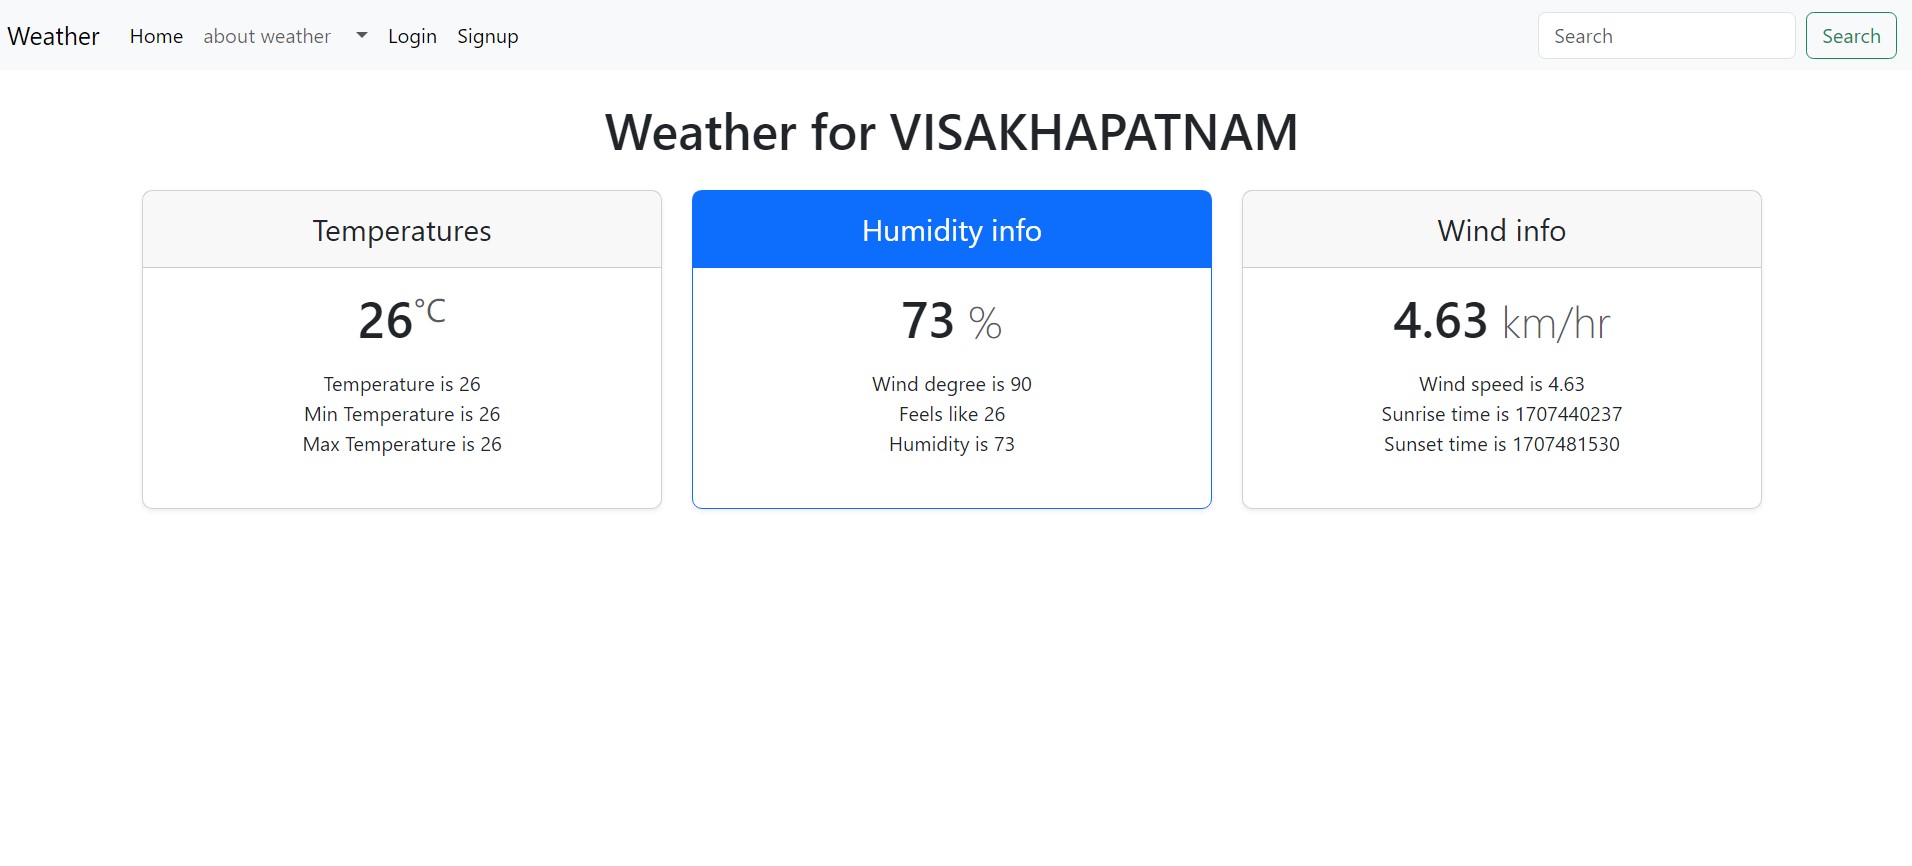 Weather Home about weather Login Signup Search Search
Weather for VISAKHAPATNAM
Temperatures
26°C
Temperature is 26
Min Temperature is 26
Max Temperature is 26
Humidity info
73 %
Wind degree is 90
Feels like 26
Humidity is 73
Wind info
4.63 km/hr
Wind speed is 4.63
Sunrise time is 1707440237
Sunset time is 1707481530